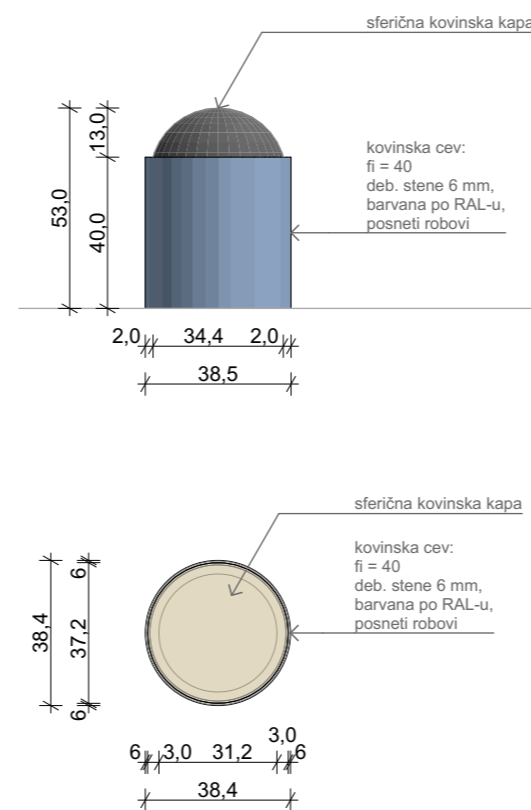 sferična kovinska kapa
kovinska cev:
fi = 40
deb. stene 6 mm,
barvana po RAL-u,
posneti robovi
53,0
13,0
40,0
2,0 34,4 2,0
38,5
sferična kovinska kapa
kovinska cev:
fi = 40
deb. stene 6 mm,
barvana po RAL-u,
posneti robovi
38,4
6
37,2
6
3,0
6 3,0 31,2 6
38,4